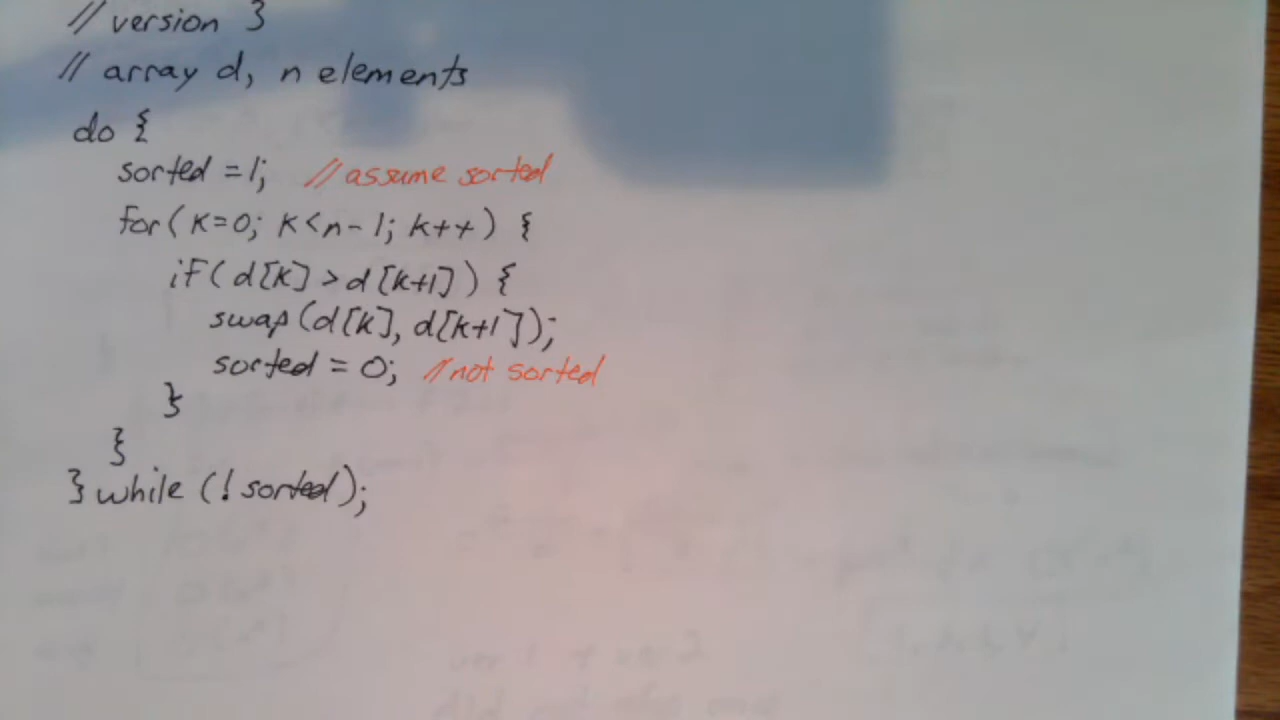 // version 3
// array d, n elements
do {
sorted = 1; // assume sorted
for( k=0; k<n-1; k++ ) {
if( d[k] > d[k+1] ) {
swap(d[k], d[k+1]);
sorted = 0; // not sorted
}
}
} while (! sorted);